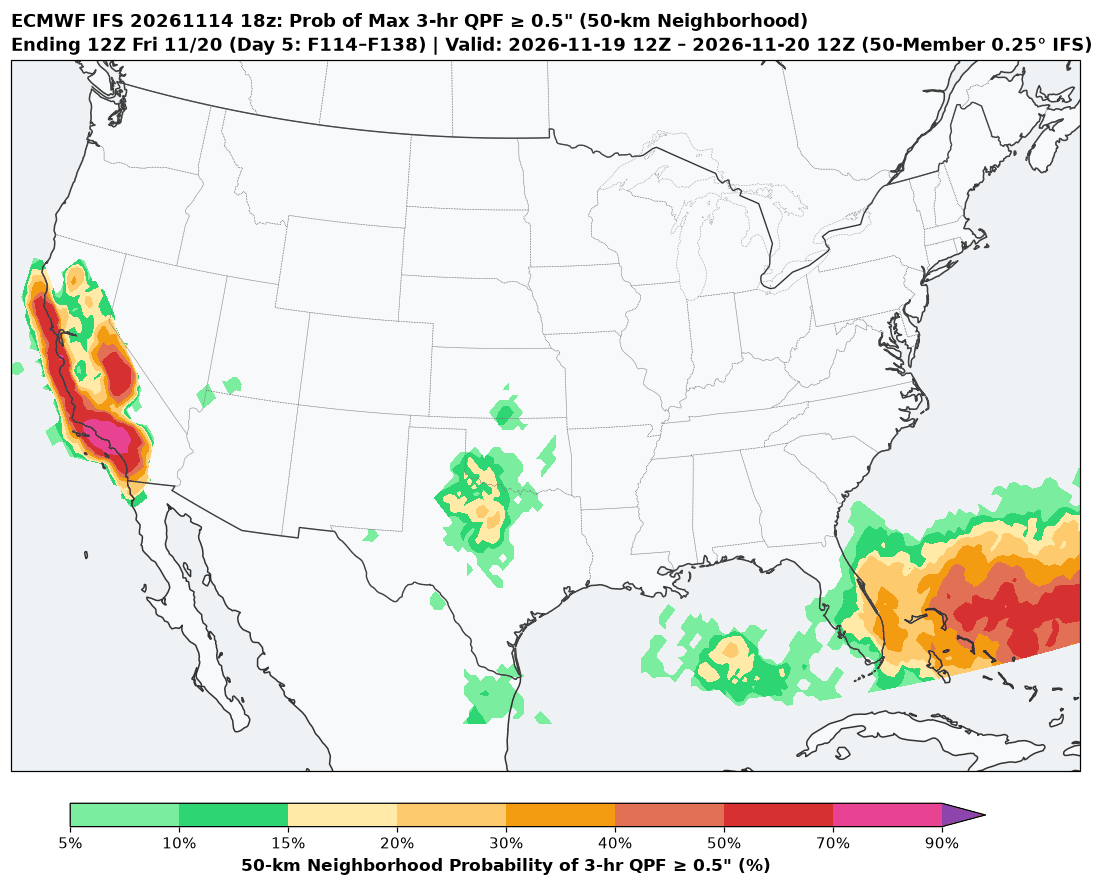 ECMWF IFS 20261114 18z: Prob of Max 3-hr QPF ≥ 0.5" (50-km Neighborhood)
Ending 12Z Fri 11/20 (Day 5: F114–F138) | Valid: 2026-11-19 12Z – 2026-11-20 12Z (50-Member 0.25° IFS)
5% 10% 15% 20% 30% 40% 50% 70% 90%
50-km Neighborhood Probability of 3-hr QPF ≥ 0.5" (%)